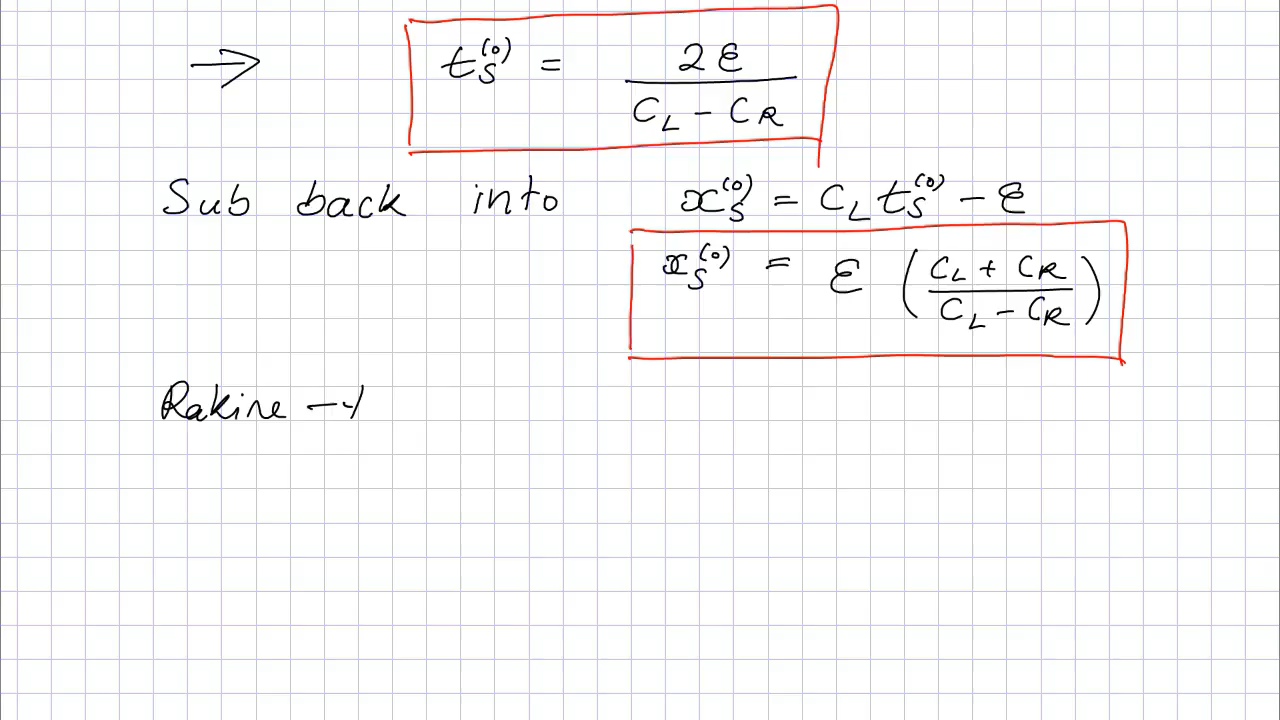 → t_S^(0) = 2ε / (C_L − C_R)
Sub back into x_S^(0) = C_L t_S^(0) − ε
x_S^(0) = ε ( (C_L + C_R) / (C_L − C_R) )
Rakine –